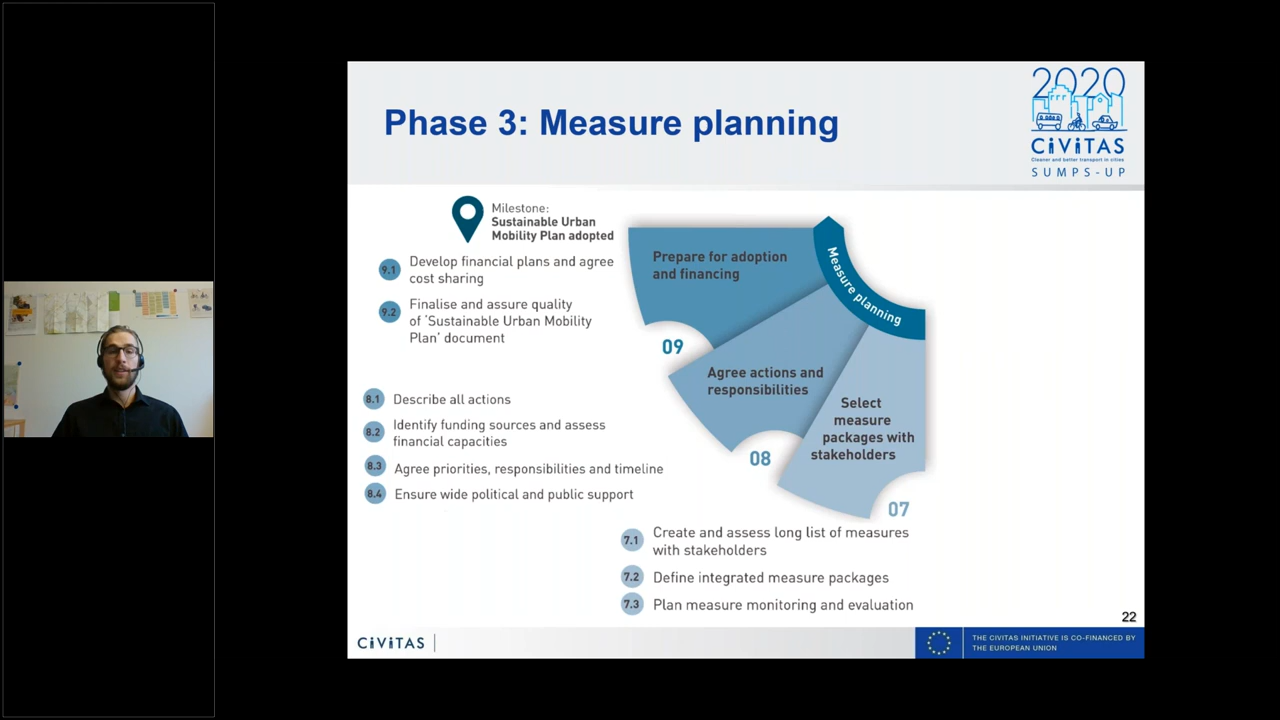 Phase 3: Measure planning
2020
CiViTAS
Cleaner and better transport in cities
SUMPS-UP
Milestone:
Sustainable Urban
Mobility Plan adopted
9.1 Develop financial plans and agree
cost sharing
9.2 Finalise and assure quality
of ‘Sustainable Urban Mobility
Plan’ document
Prepare for adoption
and financing
Measure planning
09
Agree actions and
responsibilities
08
Select
measure
packages with
stakeholders
07
8.1 Describe all actions
8.2 Identify funding sources and assess
financial capacities
8.3 Agree priorities, responsibilities and timeline
8.4 Ensure wide political and public support
7.1 Create and assess long list of measures
with stakeholders
7.2 Define integrated measure packages
7.3 Plan measure monitoring and evaluation
22
CiViTAS
THE CIVITAS INITIATIVE IS CO-FINANCED BY
THE EUROPEAN UNION